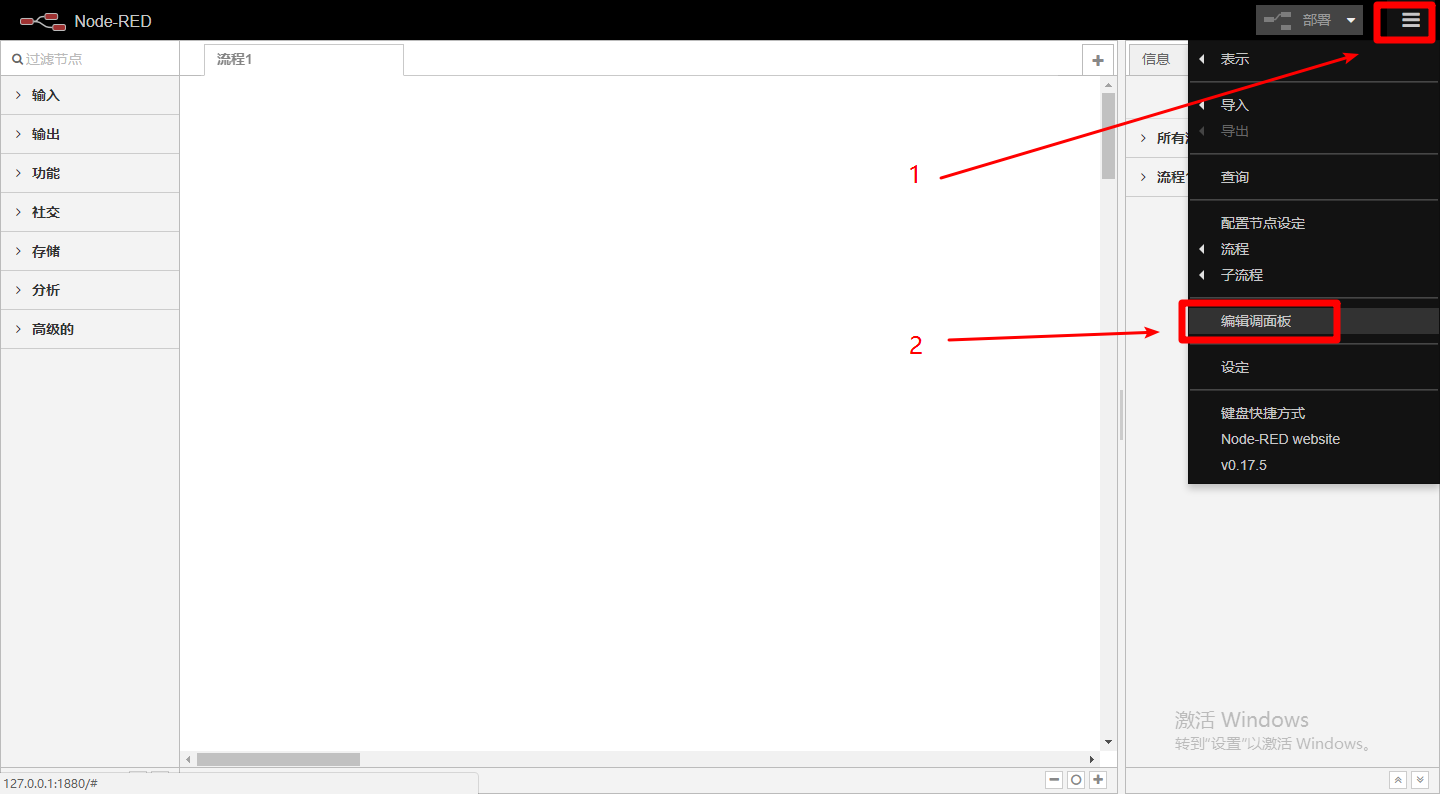 Node-RED
部署
过滤节点
流程1
信息
输入
输出
功能
社交
存储
分析
高级的
1
2
所有
流程
表示
导入
导出
查询
配置节点设定
流程
子流程
编辑调面板
设定
键盘快捷方式
Node-RED website
v0.17.5
激活 Windows
转到"设置"以激活 Windows。
127.0.0.1:1880/#